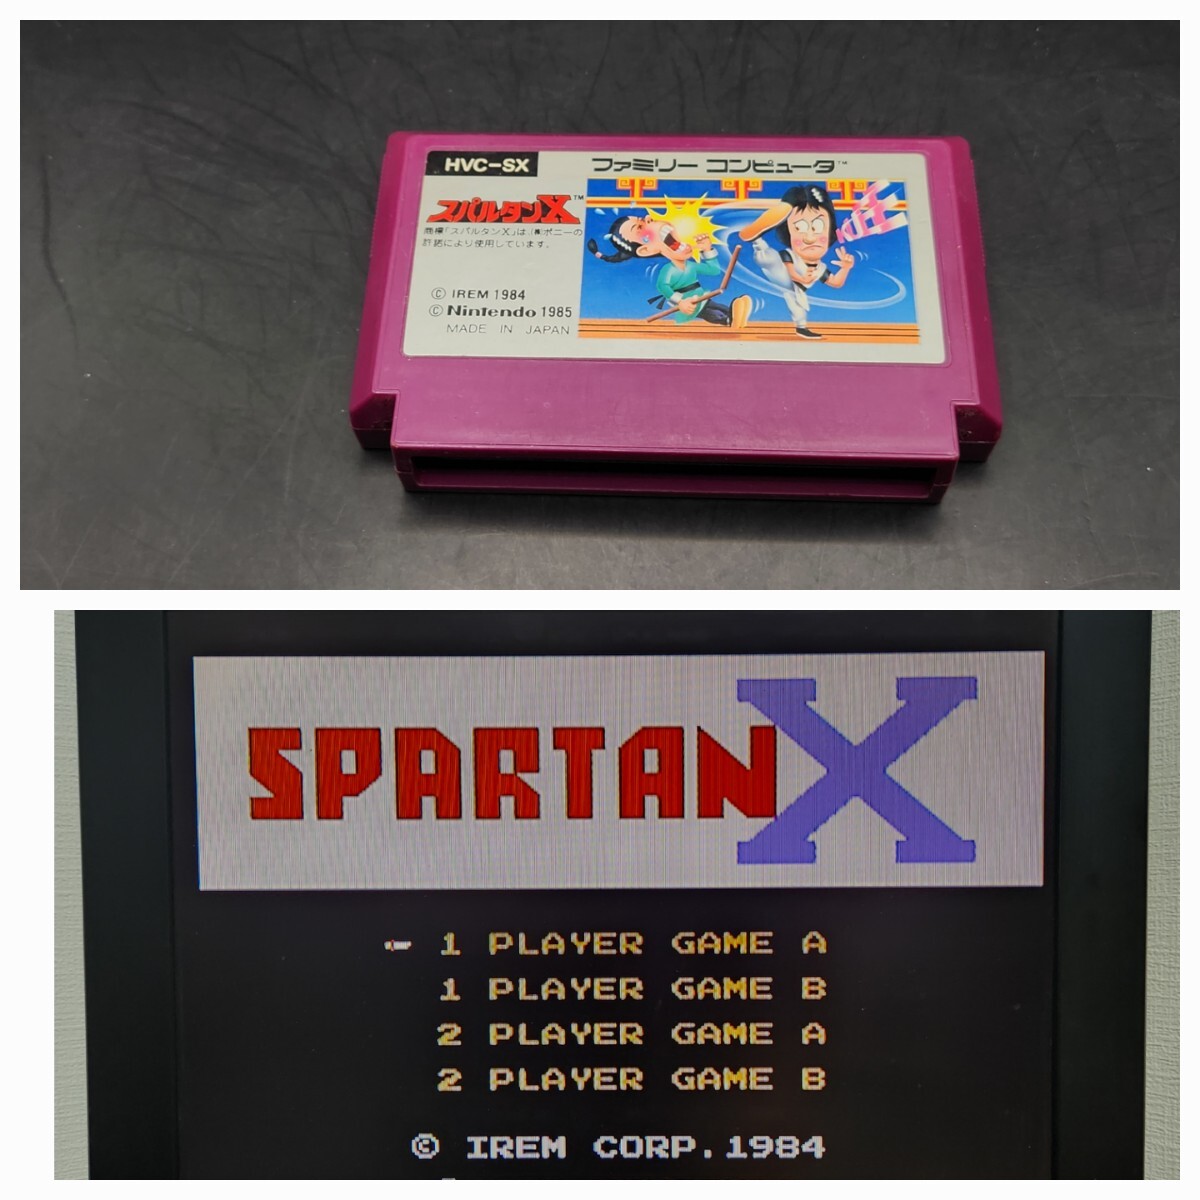 HVC-SX
ファミリー コンピュータ™
スパルタンX™
商標「スパルタンX」は、(株)ポニーの
許諾により使用しています。
© IREM 1984
© Nintendo 1985
MADE IN JAPAN
SPARTAN X
1 PLAYER GAME A
1 PLAYER GAME B
2 PLAYER GAME A
2 PLAYER GAME B
© IREM CORP. 1984